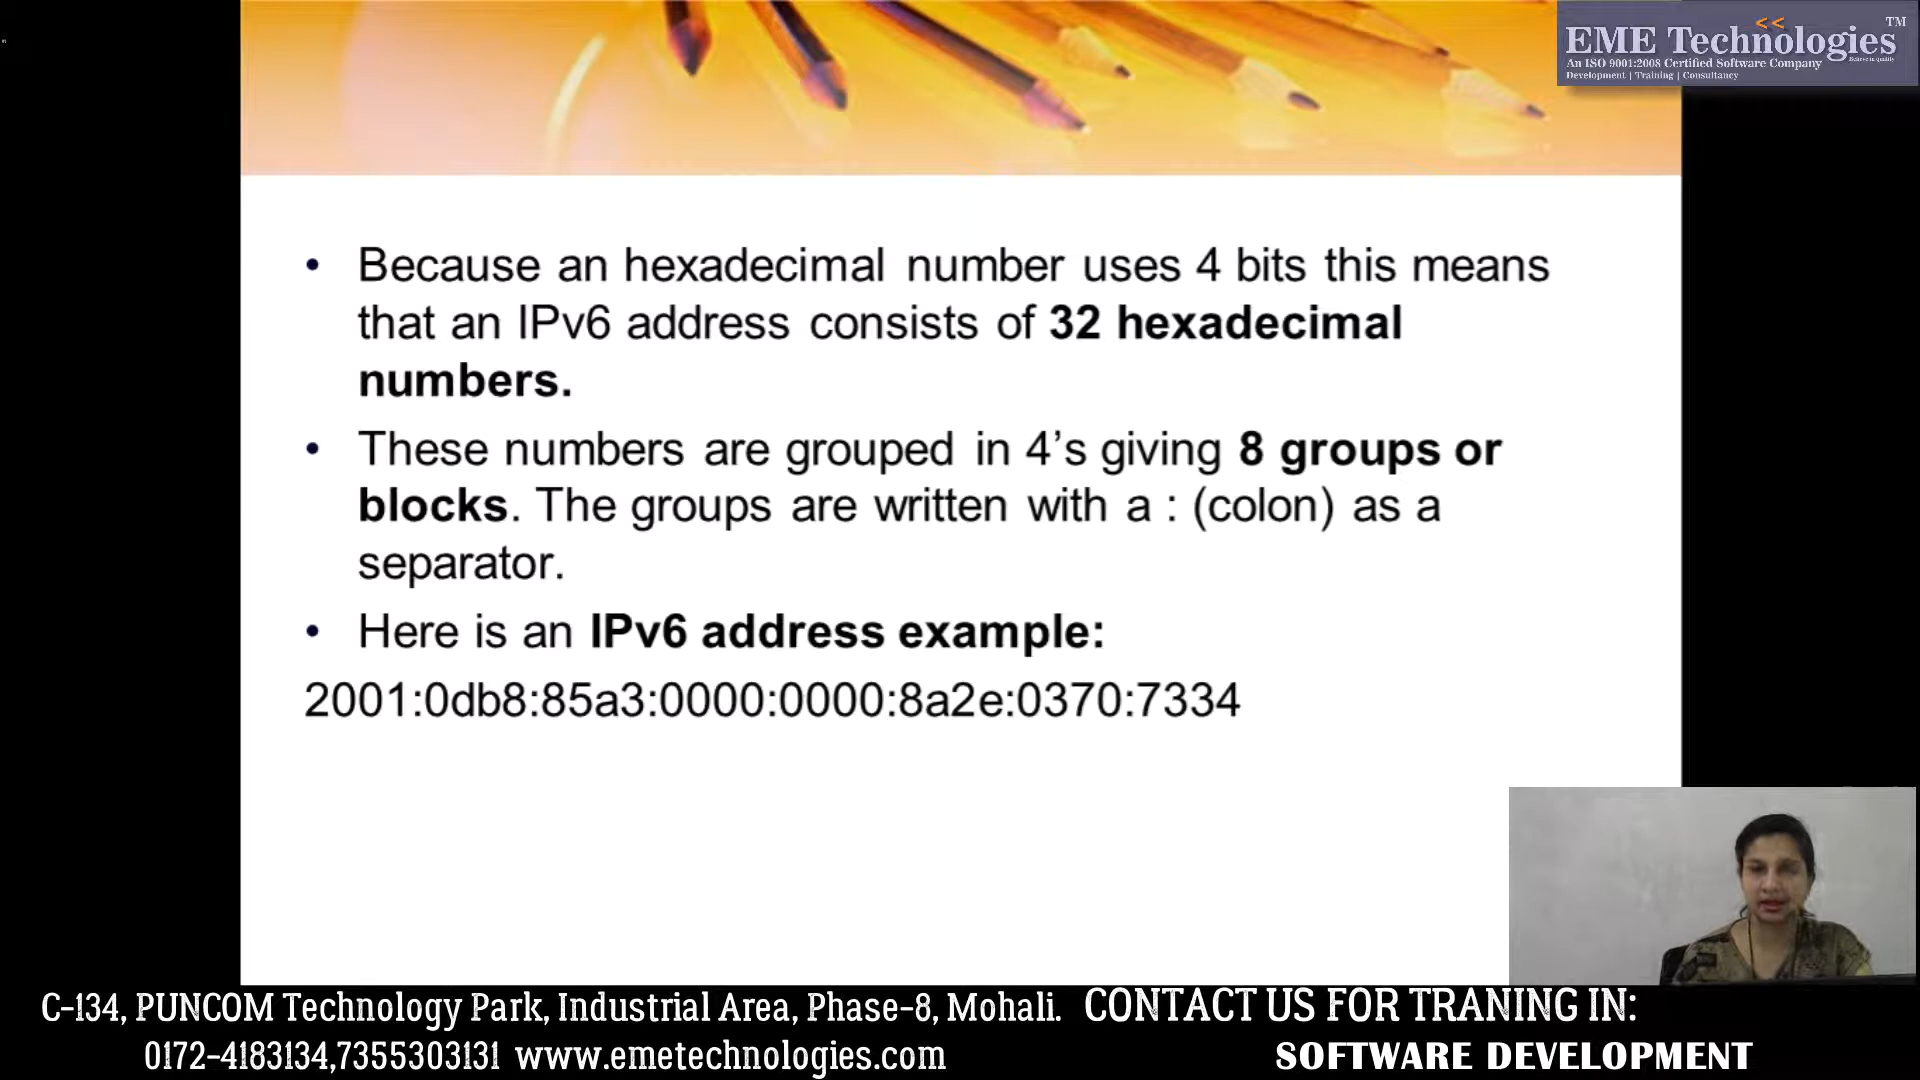 EME Technologies
TM
An ISO 9001:2008 Certified Software Company
Development | Training | Consultancy
• Because an hexadecimal number uses 4 bits this means
that an IPv6 address consists of 32 hexadecimal
numbers.
• These numbers are grouped in 4’s giving 8 groups or
blocks. The groups are written with a : (colon) as a
separator.
• Here is an IPv6 address example:
2001:0db8:85a3:0000:0000:8a2e:0370:7334
C-134, PUNCOM Technology Park, Industrial Area, Phase-8, Mohali. CONTACT US FOR TRANING IN:
0172-4183134,7355303131 www.emetechnologies.com SOFTWARE DEVELOPMENT